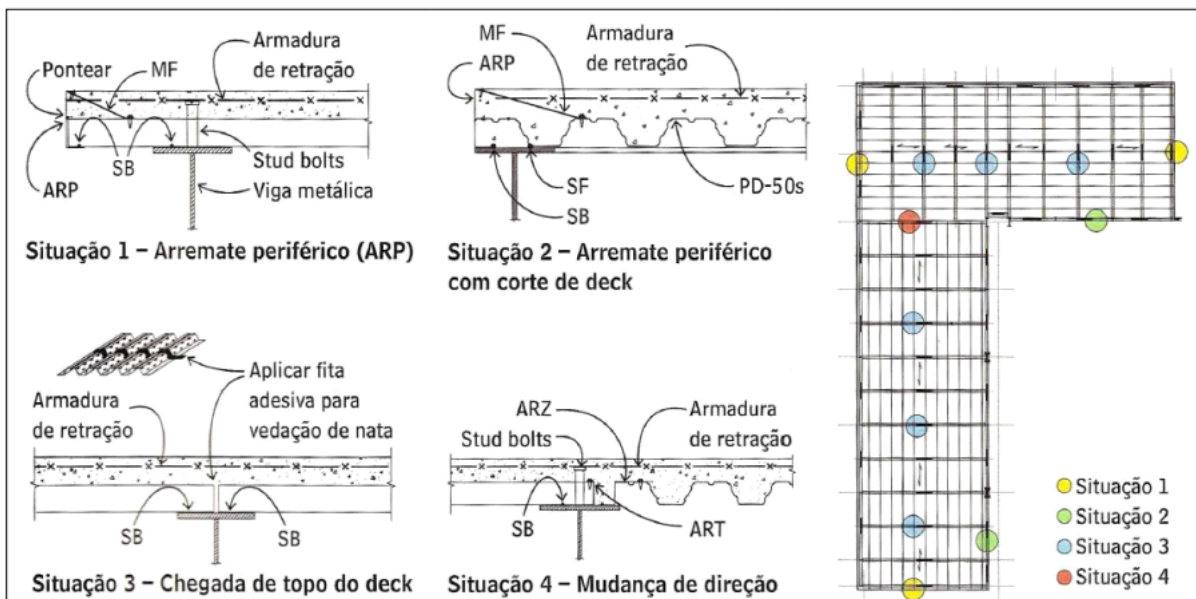 Pontear
MF
Armadura
de retração
ARP
SB
Stud bolts
Viga metálica
Situação 1 – Arremate periférico (ARP)
MF
ARP
Armadura
de retração
SF
SB
PD-50s
Situação 2 – Arremate periférico
com corte de deck
Aplicar fita
adesiva para
vedação de nata
Armadura
de retração
SB
SB
Situação 3 – Chegada de topo do deck
ARZ
Stud bolts
Armadura
de retração
SB
ART
Situação 4 – Mudança de direção
Situação 1
Situação 2
Situação 3
Situação 4